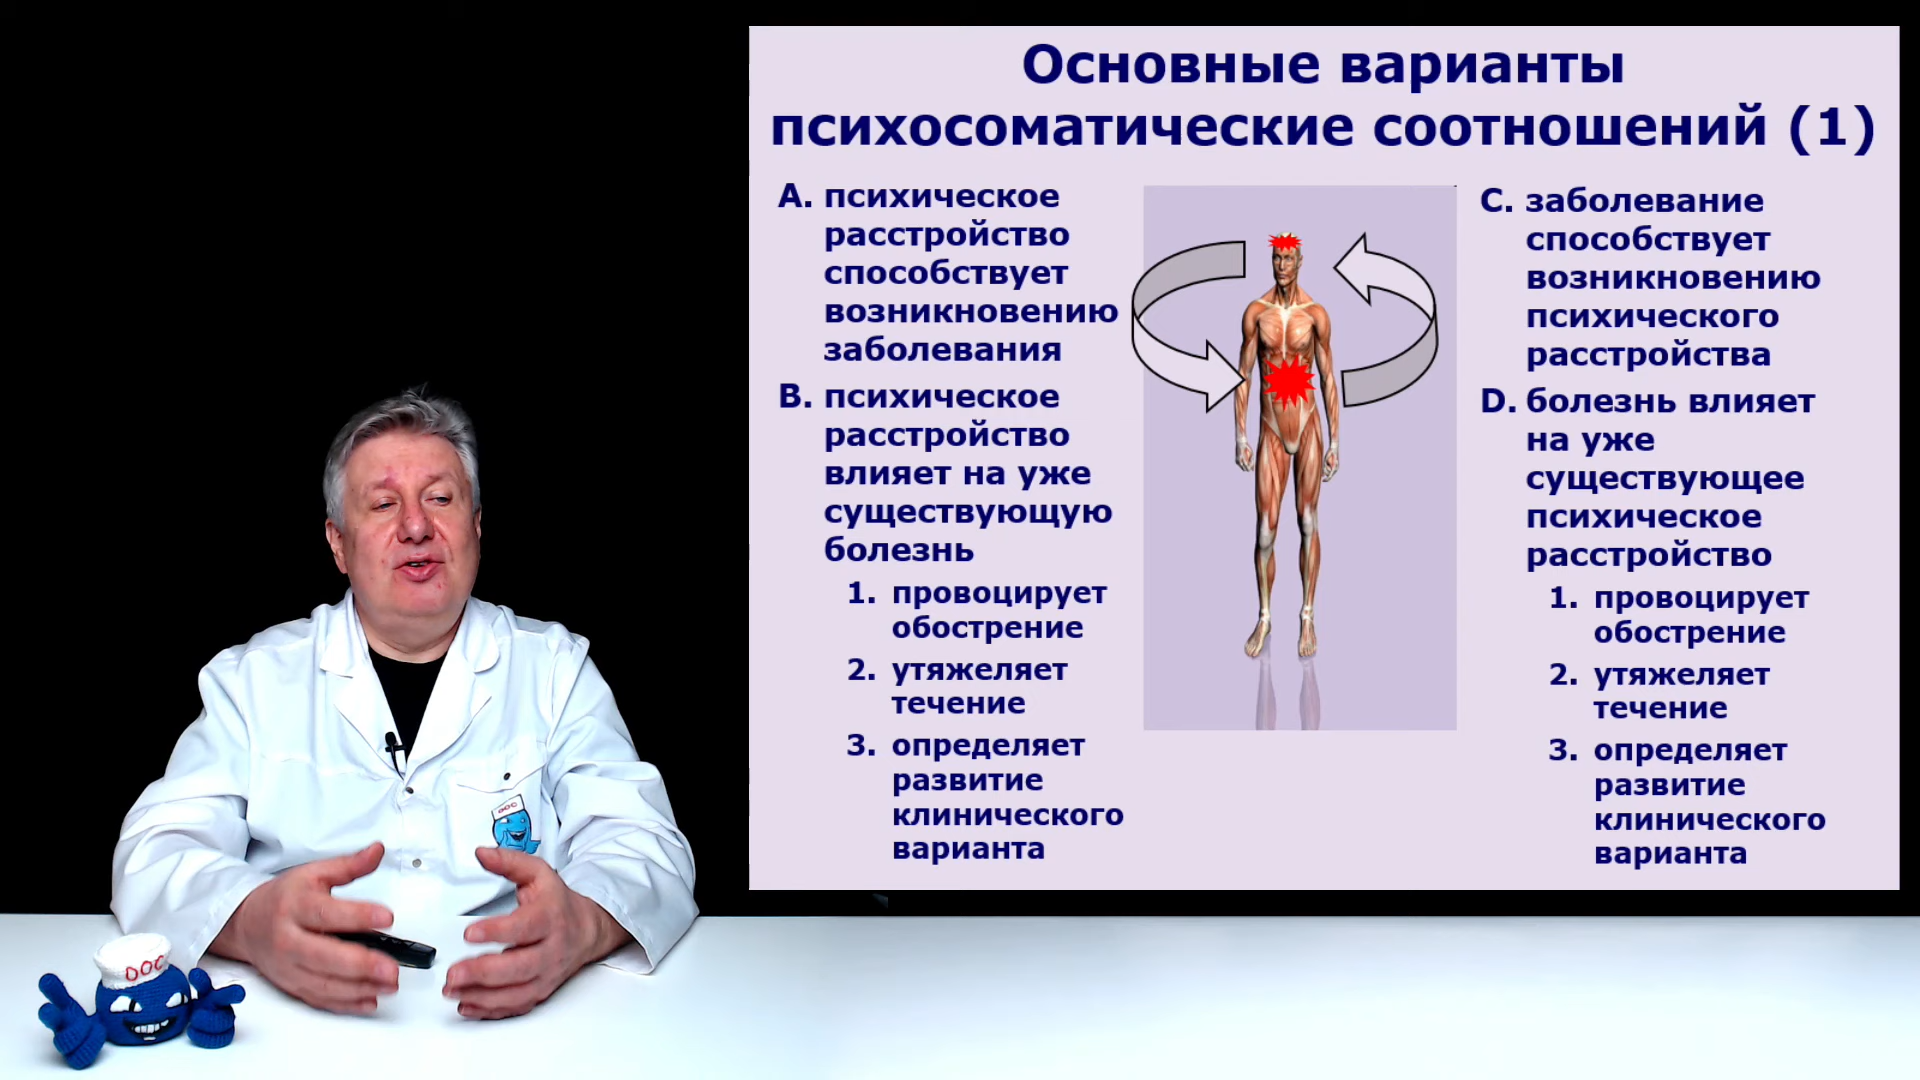 Основные варианты
психосоматические соотношений (1)
A. психическое
расстройство
способствует
возникновению
заболевания
B. психическое
расстройство
влияет на уже
существующую
болезнь
1. провоцирует
обострение
2. утяжеляет
течение
3. определяет
развитие
клинического
варианта
C. заболевание
способствует
возникновению
психического
расстройства
D. болезнь влияет
на уже
существующее
психическое
расстройство
1. провоцирует
обострение
2. утяжеляет
течение
3. определяет
развитие
клинического
варианта
DOC
DOC